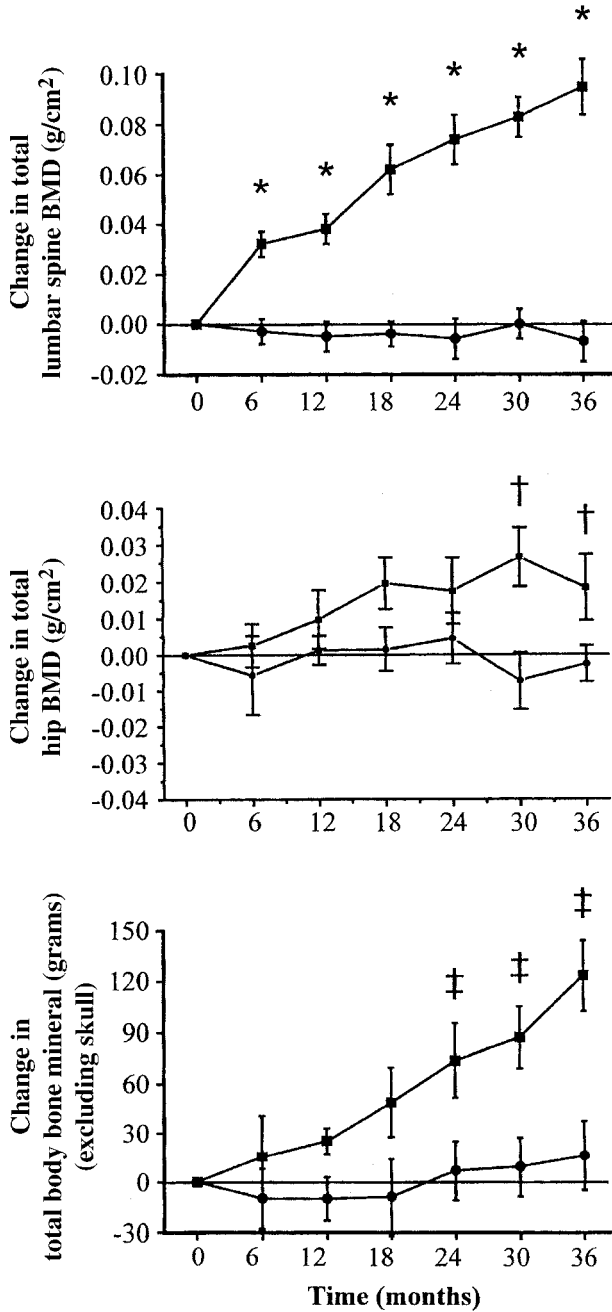 Change in total
lumbar spine BMD (g/cm²)
* * * * * *
0.10
0.08
0.06
0.04
0.02
0.00
-0.02
0 6 12 18 24 30 36
Change in total
hip BMD (g/cm²)
† †
0.04
0.03
0.02
0.01
0.00
-0.01
-0.02
-0.03
-0.04
0 6 12 18 24 30 36
Change in
total body bone mineral (grams)
(excluding skull)
‡ ‡ ‡
150
120
90
60
30
0
-30
0 6 12 18 24 30 36
Time (months)